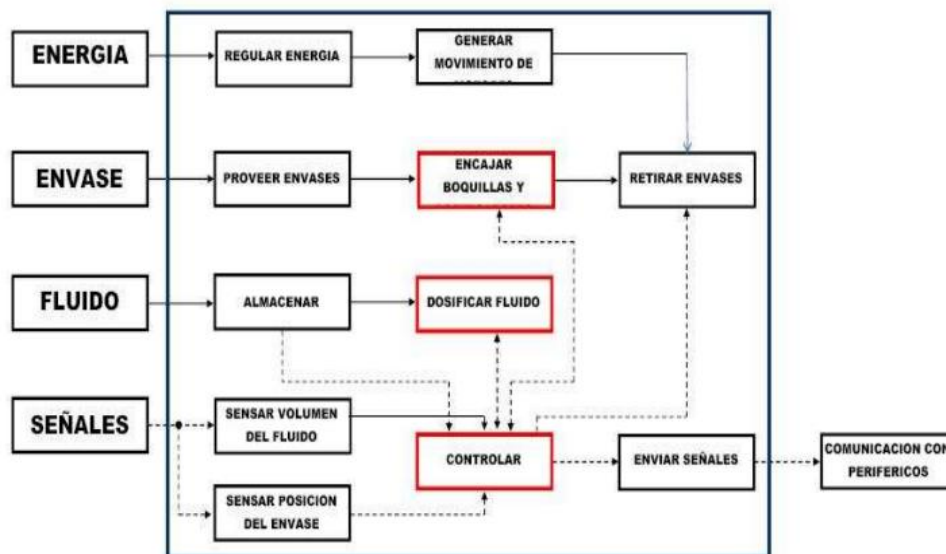 ENERGIA
REGULAR ENERGIA
GENERAR
MOVIMIENTO DE
ENVASE
PROVEER ENVASES
ENCAJAR
BOQUILLAS Y
RETIRAR ENVASES
FLUIDO
ALMACENAR
DOSIFICAR FLUIDO
SEÑALES
SENSAR VOLUMEN
DEL FLUIDO
CONTROLAR
ENVIAR SEÑALES
COMUNICACION CON
PERIFERICOS
SENSAR POSICION
DEL ENVASE